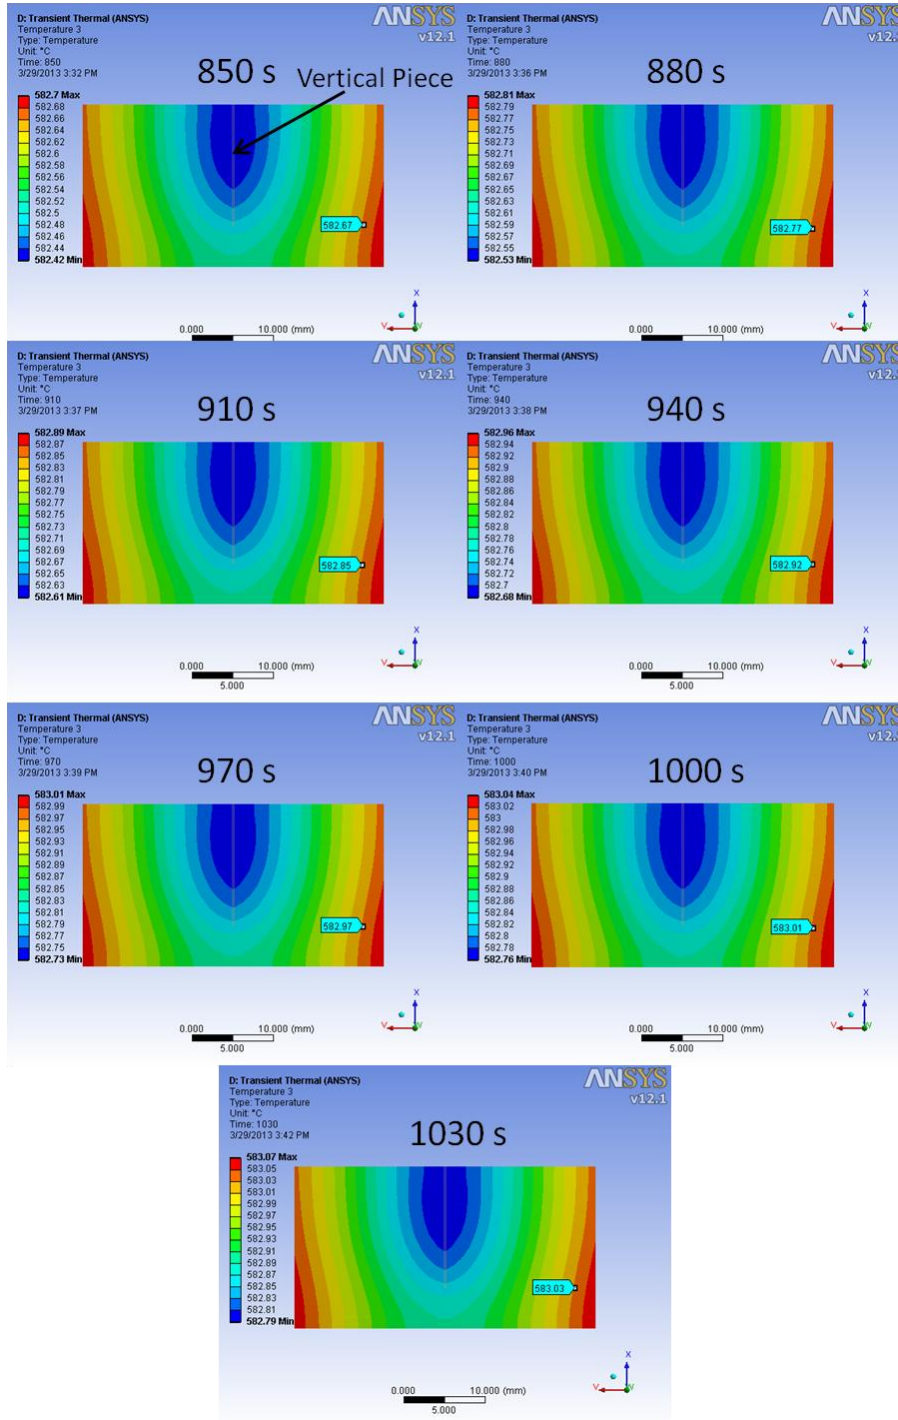 D: Transient Thermal (ANSYS)
Temperature 3
Type: Temperature
Unit: °C
Time: 850
3/29/2013 3:32 PM
ANSYS
v12.1
850 s
Vertical Piece
582.7 Max
582.68
582.66
582.64
582.62
582.6
582.58
582.56
582.54
582.52
582.5
582.48
582.46
582.44
582.42 Min
582.67
X
Y
0.000
10.000 (mm)
D: Transient Thermal (ANSYS)
Temperature 3
Type: Temperature
Unit: °C
Time: 880
3/29/2013 3:36 PM
ANSYS
v12.
880 s
582.81 Max
582.79
582.77
582.75
582.73
582.71
582.69
582.67
582.65
582.63
582.61
582.59
582.57
582.55
582.53 Min
582.77
X
Y
0.000
10.000 (mm)
D: Transient Thermal (ANSYS)
Temperature 3
Type: Temperature
Unit: °C
Time: 910
3/29/2013 3:37 PM
ANSYS
v12.1
910 s
582.89 Max
582.87
582.85
582.83
582.81
582.79
582.77
582.75
582.73
582.71
582.69
582.67
582.65
582.63
582.61 Min
582.85
X
Y
0.000
10.000 (mm)
5.000
D: Transient Thermal (ANSYS)
Temperature 3
Type: Temperature
Unit: °C
Time: 940
3/29/2013 3:38 PM
ANSYS
v12.
940 s
582.96 Max
582.94
582.92
582.9
582.88
582.86
582.84
582.82
582.8
582.78
582.76
582.74
582.72
582.7
582.68 Min
582.92
X
Y
0.000
10.000 (mm)
5.000
D: Transient Thermal (ANSYS)
Temperature 3
Type: Temperature
Unit: °C
Time: 970
3/29/2013 3:39 PM
ANSYS
v12.1
970 s
583.01 Max
582.99
582.97
582.95
582.93
582.91
582.89
582.87
582.85
582.83
582.81
582.79
582.77
582.75
582.73 Min
582.97
X
Y
0.000
10.000 (mm)
5.000
D: Transient Thermal (ANSYS)
Temperature 3
Type: Temperature
Unit: °C
Time: 1000
3/29/2013 3:40 PM
ANSYS
v12.
1000 s
583.04 Max
583.02
583
582.98
582.96
582.94
582.92
582.9
582.88
582.86
582.84
582.82
582.8
582.78
582.76 Min
583.01
X
Y
0.000
10.000 (mm)
5.000
D: Transient Thermal (ANSYS)
Temperature 3
Type: Temperature
Unit: °C
Time: 1030
3/29/2013 3:42 PM
ANSYS
v12.1
1030 s
583.07 Max
583.05
583.03
583.01
582.99
582.97
582.95
582.93
582.91
582.89
582.87
582.85
582.83
582.81
582.79 Min
583.03
X
Y
0.000
10.000 (mm)
5.000